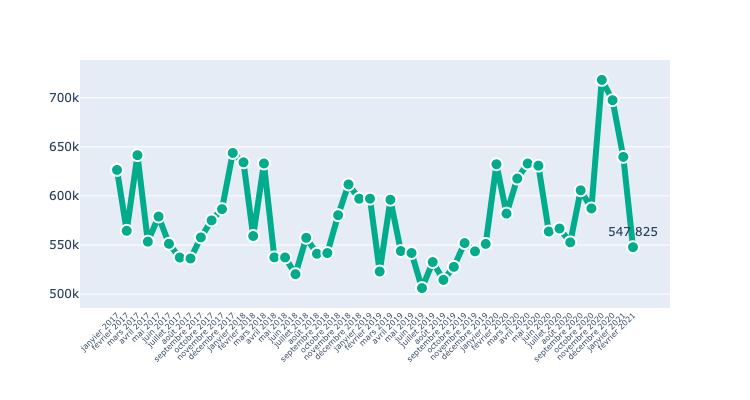 700k
650k
600k
550k
500k
547,825
janvier 2017
février 2017
mars 2017
avril 2017
mai 2017
juin 2017
juillet 2017
août 2017
septembre 2017
octobre 2017
novembre 2017
décembre 2017
janvier 2018
février 2018
mars 2018
avril 2018
mai 2018
juin 2018
juillet 2018
août 2018
septembre 2018
octobre 2018
novembre 2018
décembre 2018
janvier 2019
février 2019
mars 2019
avril 2019
mai 2019
juin 2019
juillet 2019
août 2019
septembre 2019
octobre 2019
novembre 2019
décembre 2019
janvier 2020
février 2020
mars 2020
avril 2020
mai 2020
juin 2020
juillet 2020
août 2020
septembre 2020
octobre 2020
novembre 2020
décembre 2020
janvier 2021
février 2021